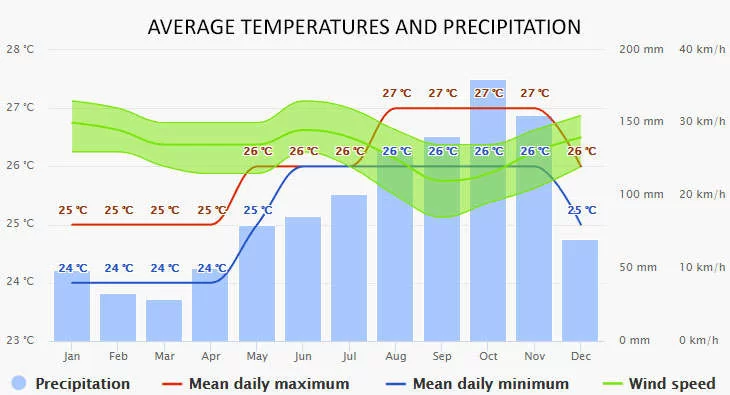 AVERAGE TEMPERATURES AND PRECIPITATION
28 °C 200 mm 40 km/h
27 °C 27 °C 27 °C 27 °C
27 °C 150 mm 30 km/h
26 °C 26 °C 26 °C 26 °C 26 °C 26 °C 26 °C 26 °C
26 °C 100 mm 20 km/h
25 °C 25 °C 25 °C 25 °C 25 °C 25 °C
25 °C
24 °C 24 °C 24 °C 24 °C
24 °C 50 mm 10 km/h
23 °C 0 mm 0 km/h
Jan Feb Mar Apr May Jun Jul Aug Sep Oct Nov Dec
Precipitation Mean daily maximum Mean daily minimum Wind speed